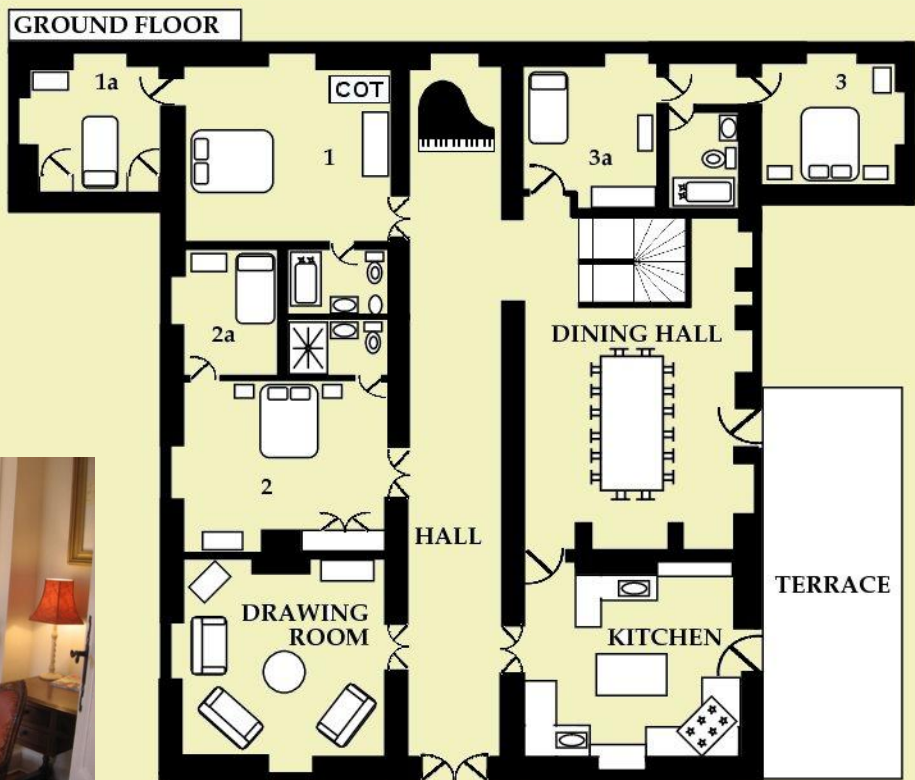 GROUND FLOOR
1a
COT
1
3a
3
2a
DINING HALL
2
HALL
DRAWING
ROOM
KITCHEN
TERRACE